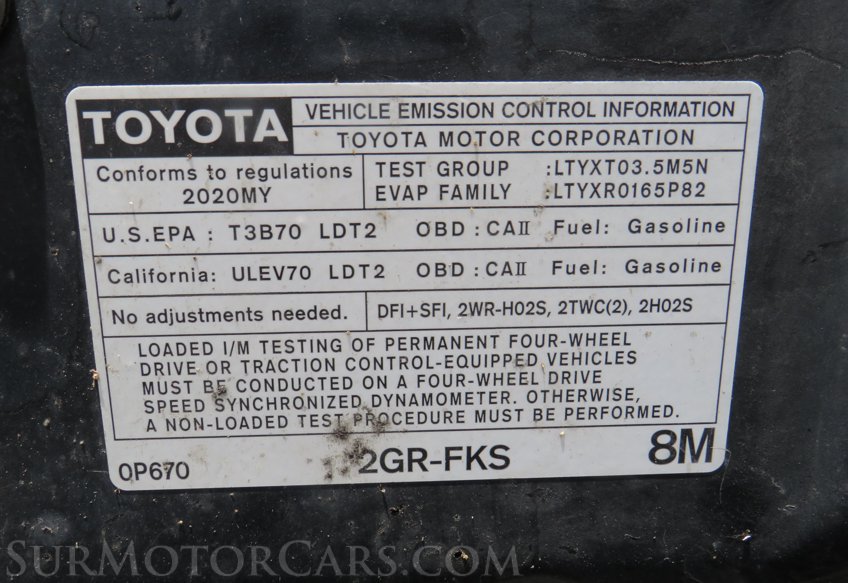 TOYOTA
VEHICLE EMISSION CONTROL INFORMATION
TOYOTA MOTOR CORPORATION
Conforms to regulations
2020MY
TEST GROUP :LTYXT03.5M5N
EVAP FAMILY :LTYXR0165P82
U.S.EPA : T3B70 LDT2 OBD : CAⅡ Fuel: Gasoline
California: ULEV70 LDT2 OBD : CAⅡ Fuel: Gasoline
No adjustments needed.
DFI+SFI, 2WR-HO2S, 2TWC(2), 2HO2S
LOADED I/M TESTING OF PERMANENT FOUR-WHEEL
DRIVE OR TRACTION CONTROL-EQUIPPED VEHICLES
MUST BE CONDUCTED ON A FOUR-WHEEL DRIVE
SPEED SYNCHRONIZED DYNAMOMETER. OTHERWISE,
A NON-LOADED TEST PROCEDURE MUST BE PERFORMED.
0P670
2GR-FKS
8M
SURMOTORCARS.COM